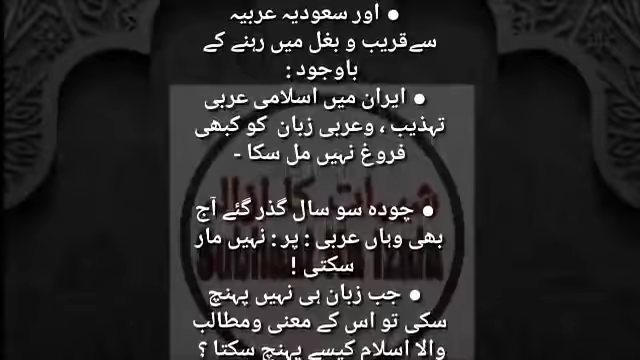 ● اور سعودیہ عربیہ
سےقریب و بغل میں رہنے کے
باوجود :
● ایران میں اسلامی عربی
تہذیب ، وعربی زبان کو کبھی
فروغ نہیں مل سکا -
● چودہ سو سال گذر گئے آج
بھی وہاں عربی : پر : نہیں مار
سکتی !
● جب زبان ہی نہیں پہنچ
سکی تو اس کے معنی ومطالب
والا اسلام کیسے پہنچ سکتا ؟